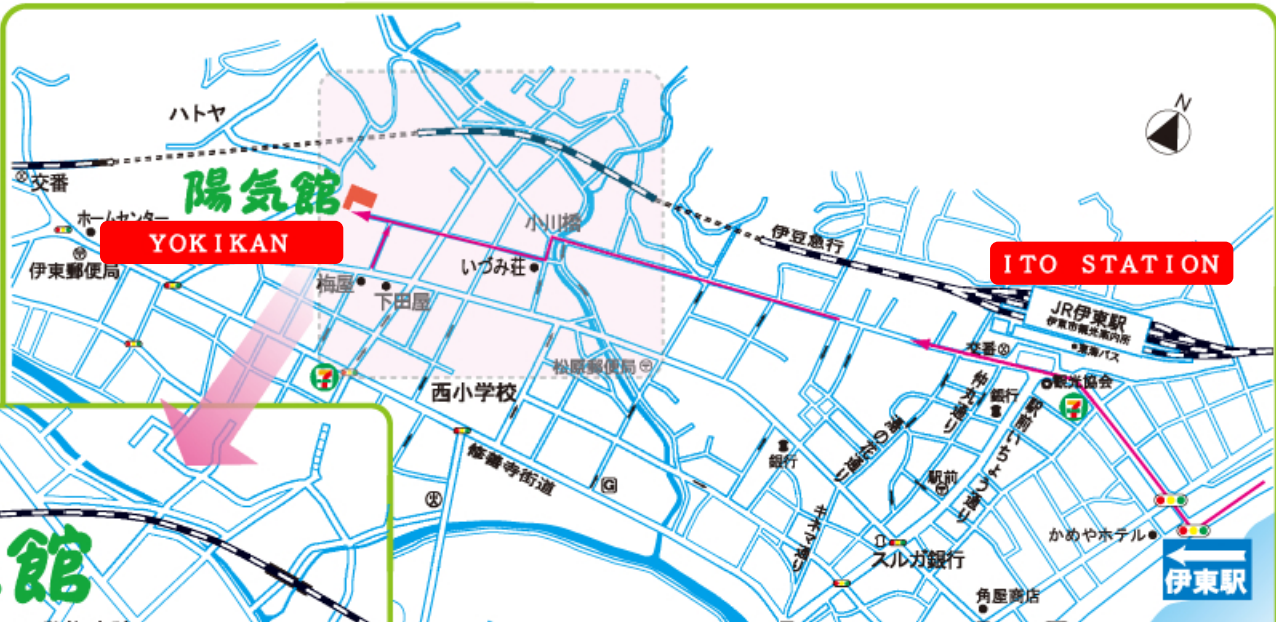 N
ハトヤ
交番
陽気館
ホームセンター
YOKIKAN
伊東郵便局
小川橋
いづみ荘
梅屋
下田屋
伊豆急行
ITO STATION
JR伊東駅
伊東市観光案内所
東海バス
交番
松原郵便局
西小学校
7
観光協会
7
仲丸通り
銀行
駅前いちょう通り
湯の花通り
銀行
修善寺街道
G
駅前
キネマ通り
かめやホテル
スルガ銀行
伊東駅
角屋商店
館